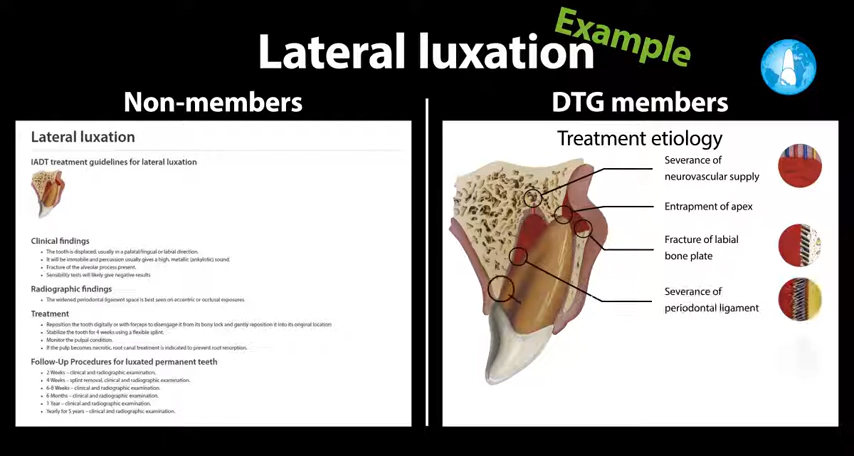 Lateral luxation
Example
Non-members
DTG members
Lateral luxation
IADT treatment guidelines for lateral luxation
Clinical findings
• The tooth is displaced, usually in a palatal/lingual or labial direction.
• It will be immobile and percussion usually gives a high, metallic (ankylotic) sound.
• Fracture of the alveolar process present.
• Sensibility tests will likely give negative results
Radiographic findings
• The widened periodontal ligament space is best seen on eccentric or occlusal exposures.
Treatment
• Reposition the tooth digitally or with forceps to disengage it from its bony lock and gently reposition it into its original location
• Stabilize the tooth for 4 weeks using a flexible splint.
• Monitor the pulpal condition.
• If the pulp becomes necrotic, root canal treatment is indicated to prevent root resorption.
Follow-Up Procedures for luxated permanent teeth
• 2 Weeks – clinical and radiographic examination.
• 4 Weeks – splint removal, clinical and radiographic examination.
• 6-8 Weeks – clinical and radiographic examination.
• 6 Months – clinical and radiographic examination.
• 1 Year – clinical and radiographic examination.
• Yearly for 5 years – clinical and radiographic examination.
Treatment etiology
Severance of
neurovascular supply
Entrapment of apex
Fracture of labial
bone plate
Severance of
periodontal ligament